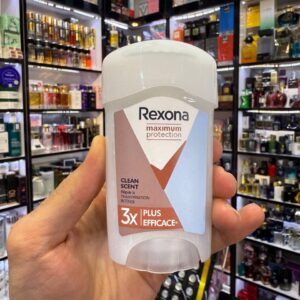 Rexona
maximum
protection
CLEAN
SCENT
3x
PLUS
EFFICACE*